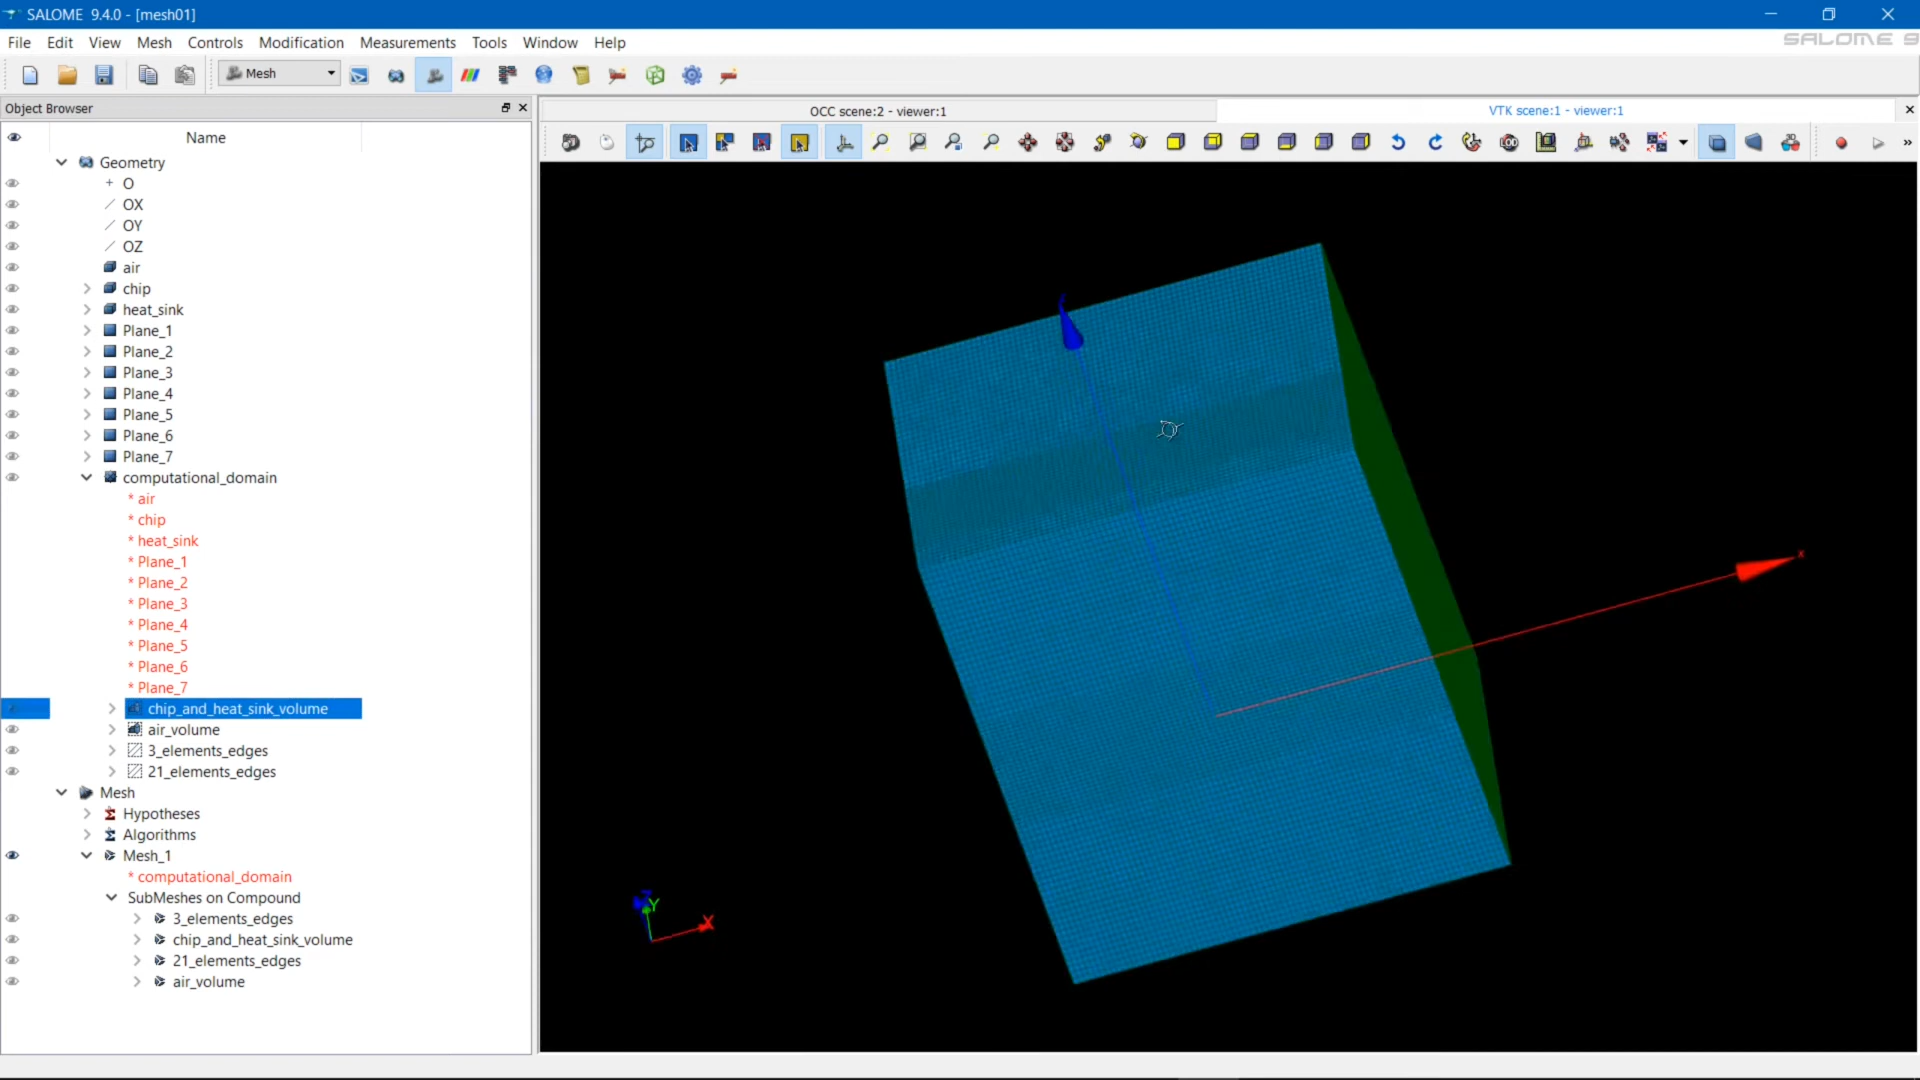 SALOME 9.4.0 - [mesh01]
File Edit View Mesh Controls Modification Measurements Tools Window Help
SALOME 9
Mesh
Object Browser
OCC scene:2 - viewer:1
VTK scene:1 - viewer:1
Name
Geometry
O
OX
OY
OZ
air
chip
heat_sink
Plane_1
Plane_2
Plane_3
Plane_4
Plane_5
Plane_6
Plane_7
computational_domain
* air
* chip
* heat_sink
* Plane_1
* Plane_2
* Plane_3
* Plane_4
* Plane_5
* Plane_6
* Plane_7
chip_and_heat_sink_volume
air_volume
3_elements_edges
21_elements_edges
Mesh
Hypotheses
Algorithms
Mesh_1
* computational_domain
SubMeshes on Compound
3_elements_edges
chip_and_heat_sink_volume
21_elements_edges
air_volume
X
Y
X